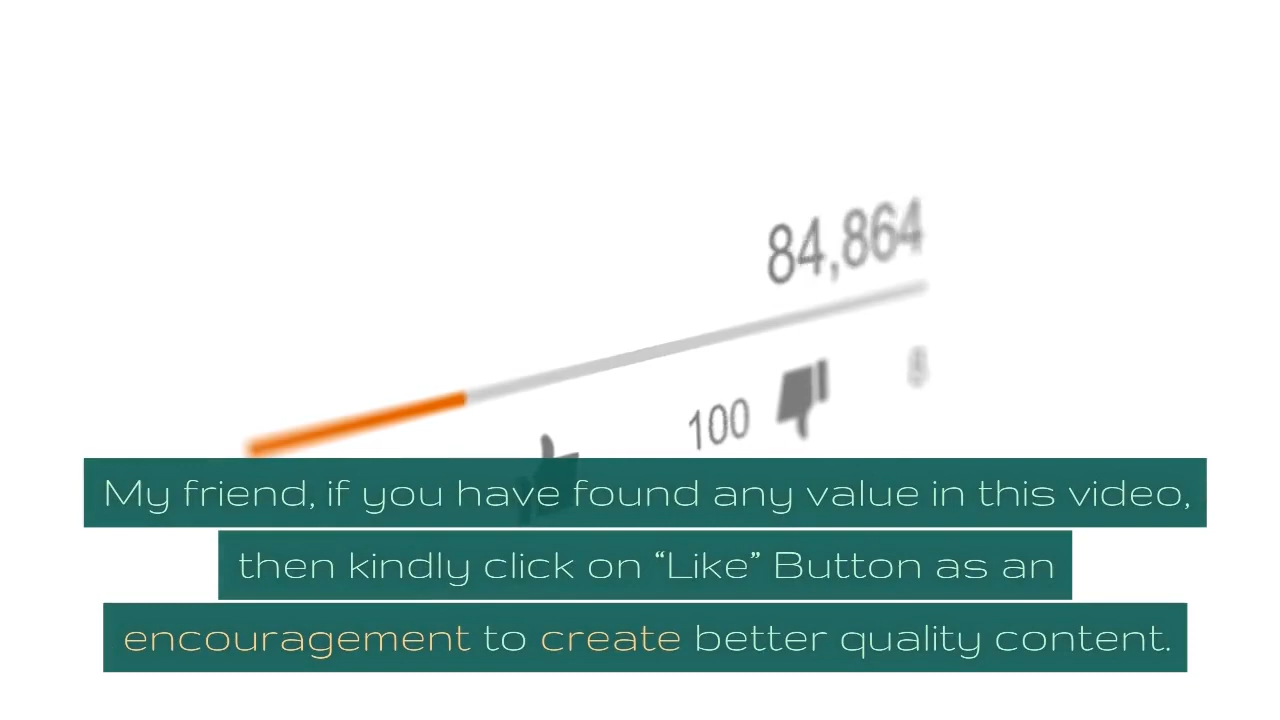 84,864
100
My friend, if you have found any value in this video,
then kindly click on “Like” Button as an
encouragement to create better quality content.